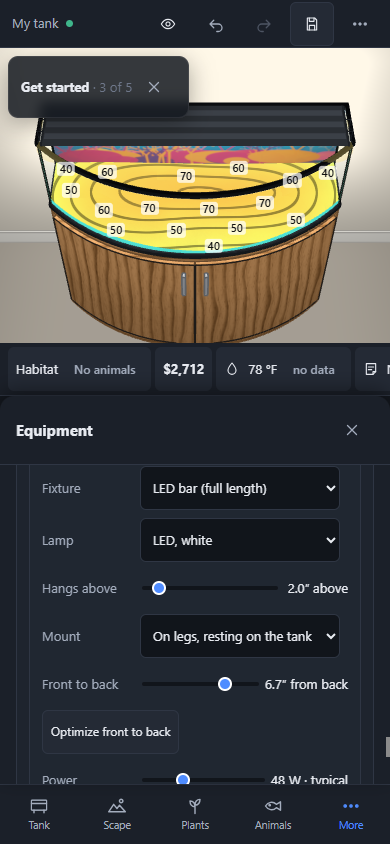 My tank
Get started · 3 of 5
40 60 70 60 60 40
50 60 70 70 70 50
50 50 50 40
Habitat No animals $2,712 78 °F no data
Equipment
Fixture LED bar (full length)
Lamp LED, white
Hangs above 2.0″ above
Mount On legs, resting on the tank
Front to back 6.7″ from back
Optimize front to back
Power 48 W · typical
Tank Scape Plants Animals More